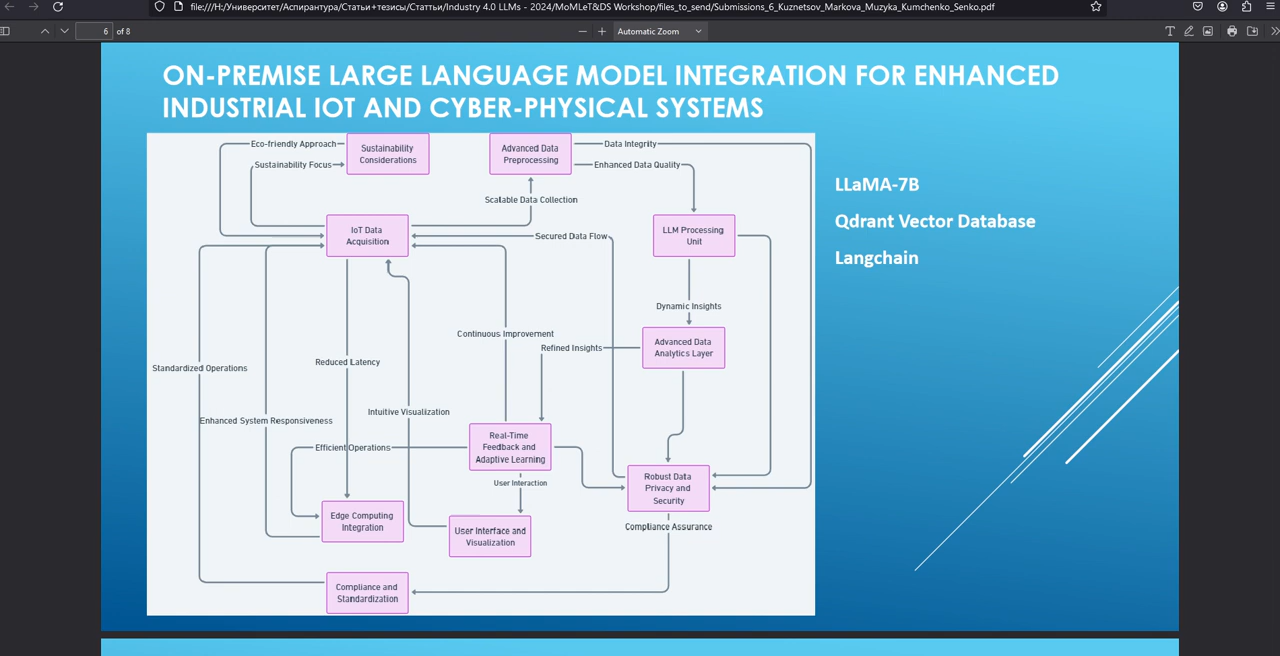 file:///H:/Университет/Аспирантура/Статьи+тезисы/Статтьи/Industry 4.0 LLMs - 2024/MoMLeT&DS Workshop/files_to_send/Submissions_6_Kuznetsov_Markova_Muzyka_Kumchenko_Senko.pdf
6 of 8
Automatic Zoom
ON-PREMISE LARGE LANGUAGE MODEL INTEGRATION FOR ENHANCED
INDUSTRIAL IOT AND CYBER-PHYSICAL SYSTEMS
Eco-friendly Approach
Sustainability Focus
Sustainability
Considerations
Advanced Data
Preprocessing
Data Integrity
Enhanced Data Quality
Scalable Data Collection
IoT Data
Acquisition
Secured Data Flow
LLM Processing
Unit
Dynamic Insights
Continuous Improvement
Refined Insights
Advanced Data
Analytics Layer
Reduced Latency
Standardized Operations
Intuitive Visualization
Enhanced System Responsiveness
Efficient Operations
Real-Time
Feedback and
Adaptive Learning
User Interaction
Robust Data
Privacy and
Security
Edge Computing
Integration
User Interface and
Visualization
Compliance Assurance
Compliance and
Standardization
LLaMA-7B
Qdrant Vector Database
Langchain